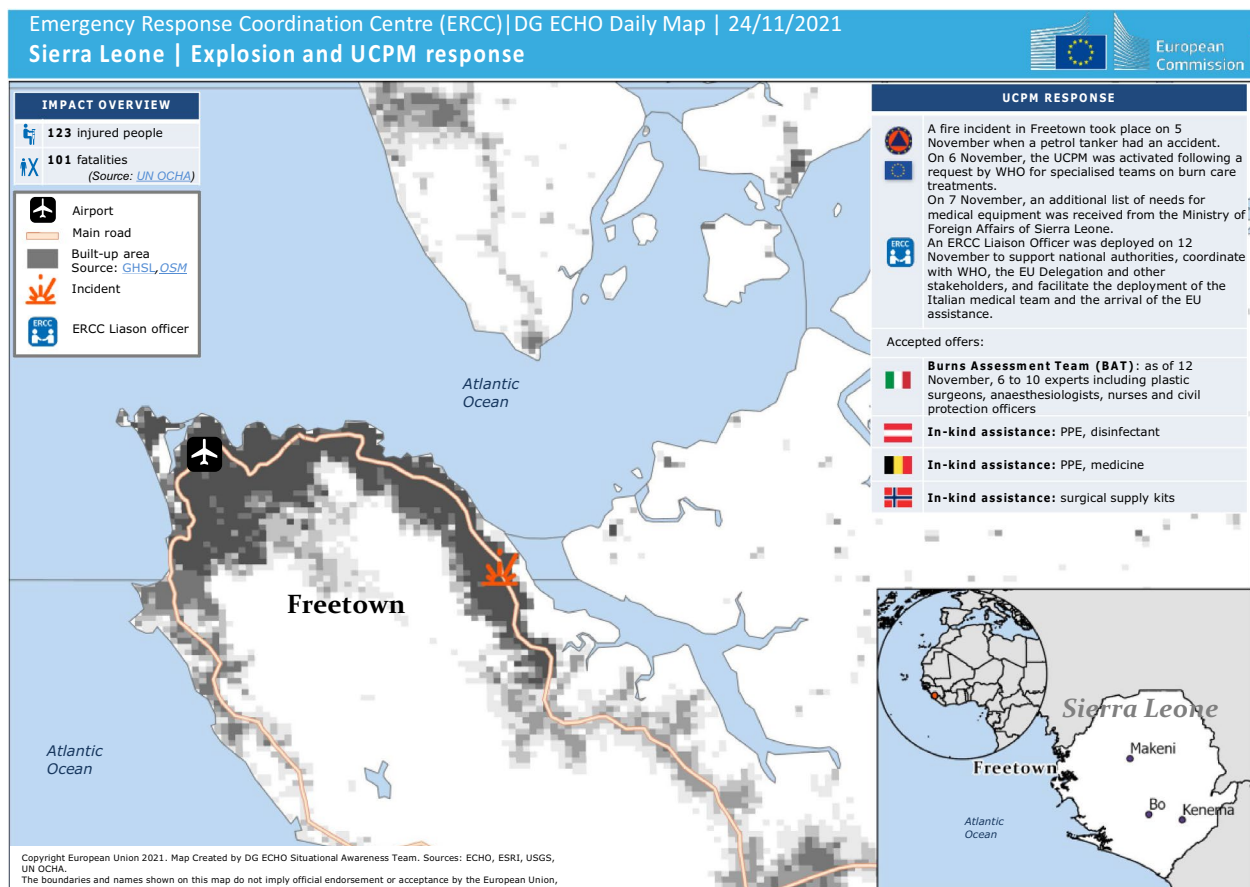 Emergency Response Coordination Centre (ERCC)|DG ECHO Daily Map | 24/11/2021
Sierra Leone | Explosion and UCPM response
European
Commission
IMPACT OVERVIEW
123 injured people
101 fatalities
(Source: UN OCHA)
Airport
Main road
Built-up area
Source: GHSL,OSM
Incident
ERCC
ERCC Liason officer
UCPM RESPONSE
A fire incident in Freetown took place on 5
November when a petrol tanker had an accident.
On 6 November, the UCPM was activated following a
request by WHO for specialised teams on burn care
treatments.
On 7 November, an additional list of needs for
medical equipment was received from the Ministry of
Foreign Affairs of Sierra Leone.
ERCC
An ERCC Liaison Officer was deployed on 12
November to support national authorities, coordinate
with WHO, the EU Delegation and other
stakeholders, and facilitate the deployment of the
Italian medical team and the arrival of the EU
assistance.
Accepted offers:
Burns Assessment Team (BAT): as of 12
November, 6 to 10 experts including plastic
surgeons, anaesthesiologists, nurses and civil
protection officers
In-kind assistance: PPE, disinfectant
In-kind assistance: PPE, medicine
In-kind assistance: surgical supply kits
Atlantic
Ocean
Freetown
Atlantic
Ocean
Sierra Leone
Makeni
Freetown
Bo
Kenema
Atlantic
Ocean
Copyright European Union 2021. Map Created by DG ECHO Situational Awareness Team. Sources: ECHO, ESRI, USGS,
UN OCHA.
The boundaries and names shown on this map do not imply official endorsement or acceptance by the European Union,